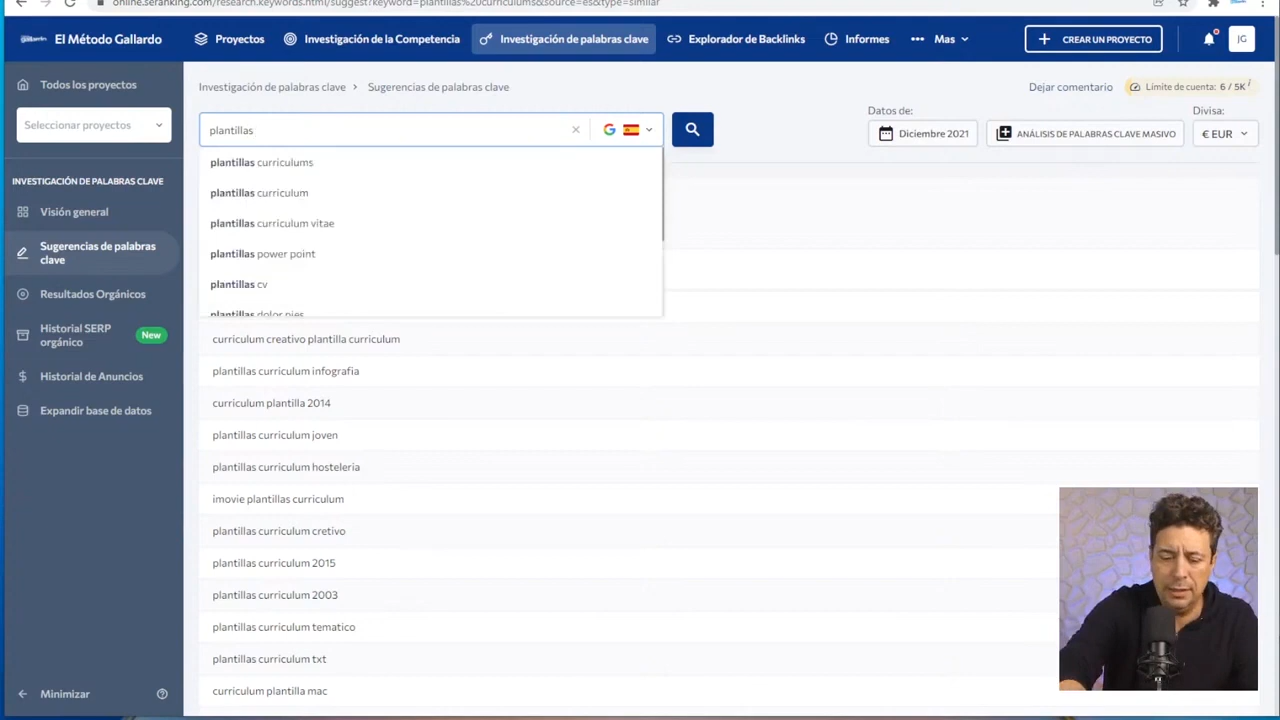 online.seranking.com/research.keywords.html/suggest?keyword=plantillas%20curriculums&source=es&type=similar
El Método Gallardo
Proyectos
Investigación de la Competencia
Investigación de palabras clave
Explorador de Backlinks
Informes
Mas
CREAR UN PROYECTO
JG
Todos los proyectos
Seleccionar proyectos
INVESTIGACIÓN DE PALABRAS CLAVE
Visión general
Sugerencias de palabras
clave
Resultados Orgánicos
Historial SERP
orgánico
New
Historial de Anuncios
Expandir base de datos
Minimizar
Investigación de palabras clave > Sugerencias de palabras clave
Dejar comentario
Límite de cuenta: 6 / 5K i
plantillas
Datos de:
Diciembre 2021
ANÁLISIS DE PALABRAS CLAVE MASIVO
Divisa:
€ EUR
plantillas curriculums
plantillas curriculum
plantillas curriculum vitae
plantillas power point
plantillas cv
plantillas dolor pies
curriculum creativo plantilla curriculum
plantillas curriculum infografia
curriculum plantilla 2014
plantillas curriculum joven
plantillas curriculum hosteleria
imovie plantillas curriculum
plantillas curriculum cretivo
plantillas curriculum 2015
plantillas curriculum 2003
plantillas curriculum tematico
plantillas curriculum txt
curriculum plantilla mac